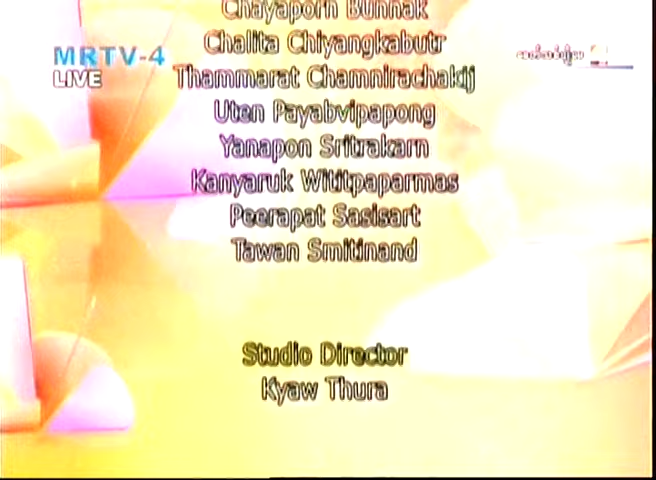 Chayaporn Bunnak
MRTV-4
LIVE
Chalita Chiyangkabutr
Thammarat Chamnirachakij
Uten Payabvipapong
Yanapon Sritrakarn
Kanyaruk Wititpaparmas
Peerapat Sasisart
Tawan Smitinand
Studio Director
Kyaw Thura